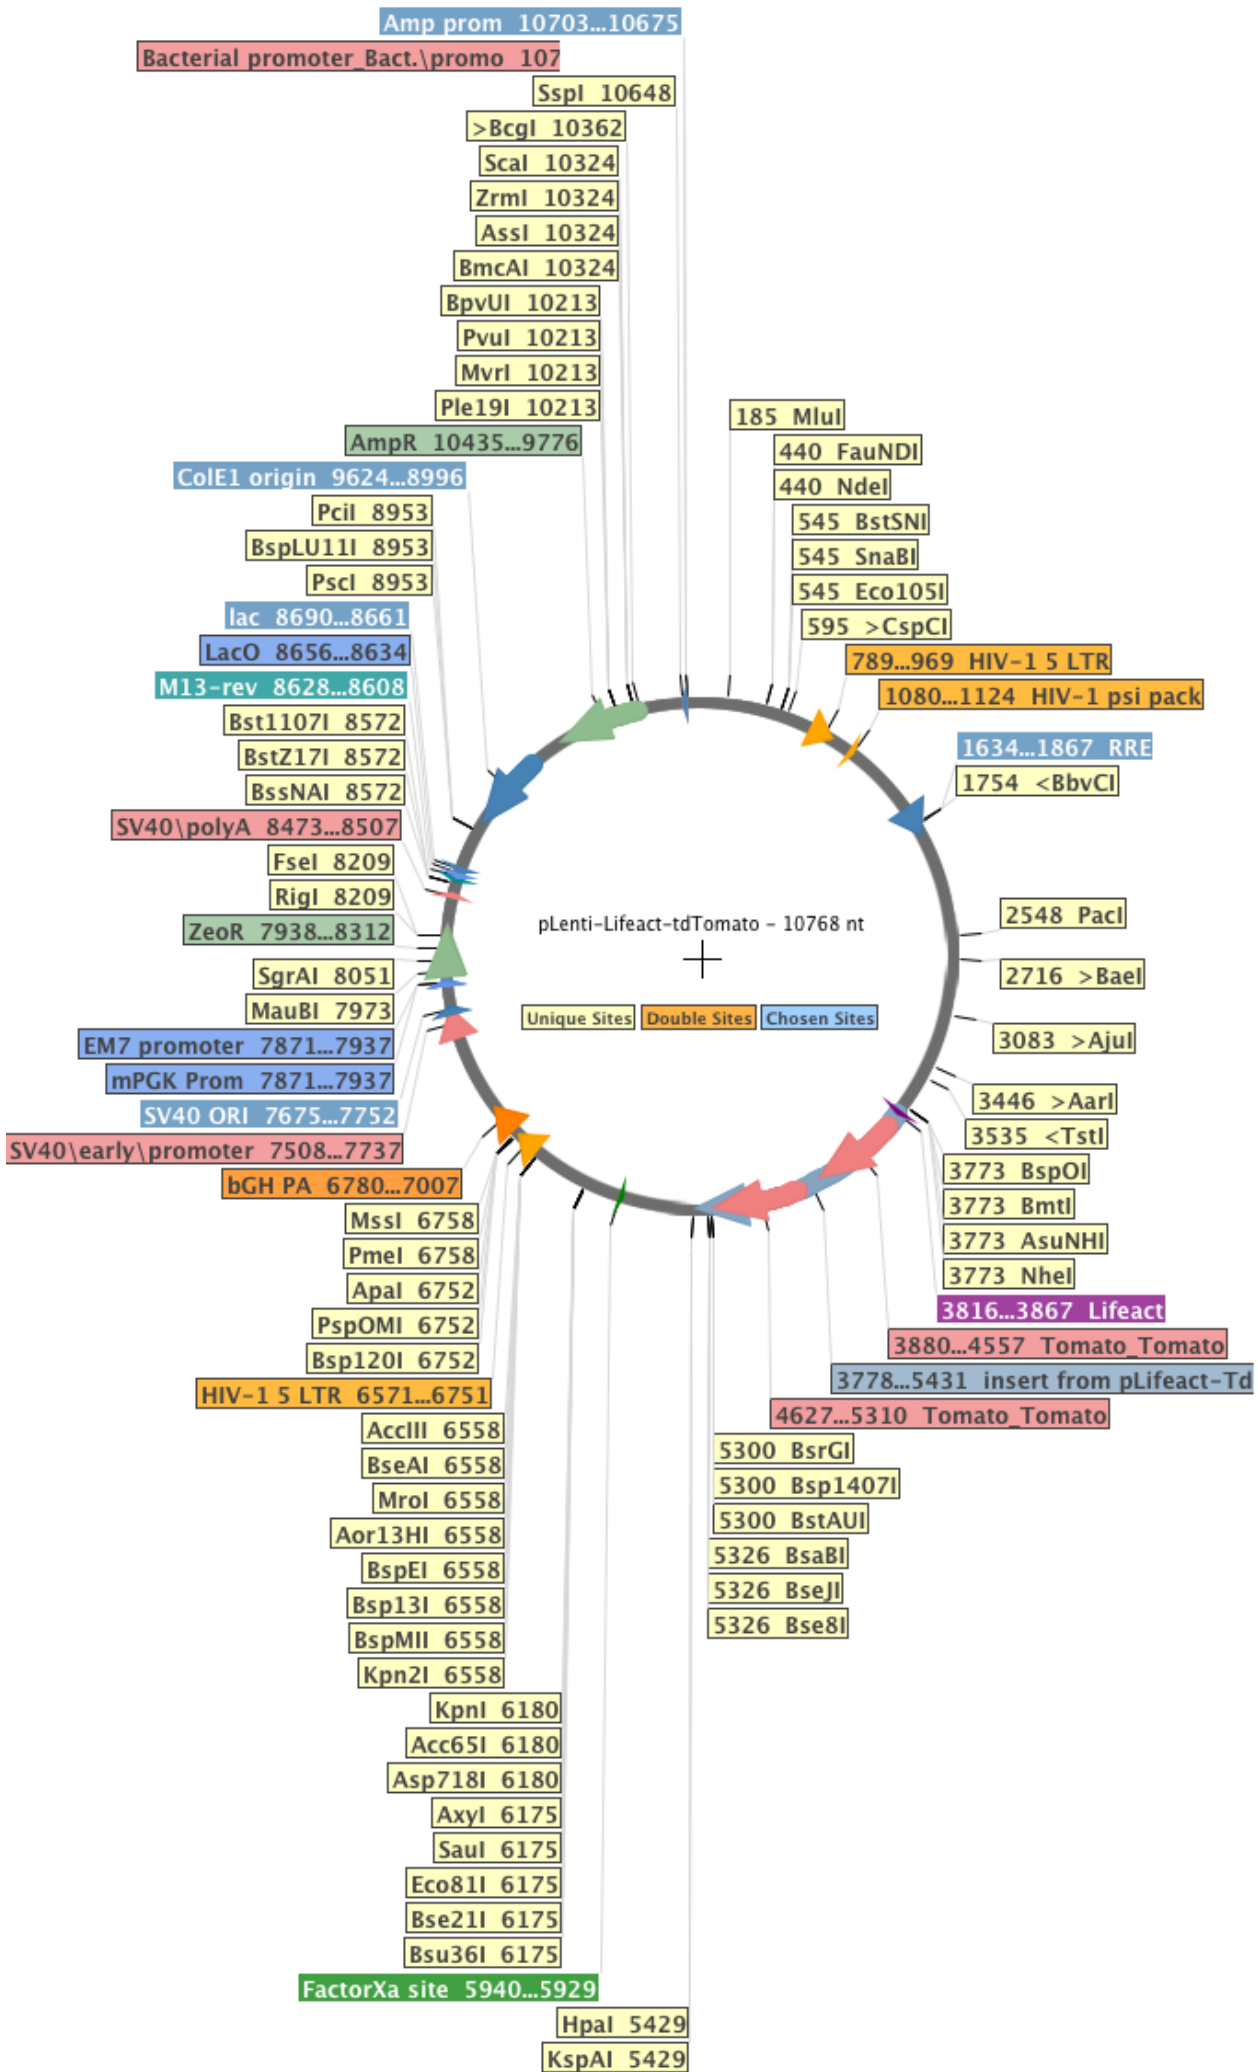 Amp prom 10703...10675
Bacterial promoter_Bact.\promo 107
SspI 10648
>BcgI 10362
ScaI 10324
ZrmI 10324
AssI 10324
BmcAI 10324
BpvUI 10213
PvuI 10213
MvrI 10213
Ple19I 10213
AmpR 10435...9776
ColE1 origin 9624...8996
PciI 8953
BspLU11I 8953
PscI 8953
lac 8690...8661
LacO 8656...8634
M13-rev 8628...8608
Bst1107I 8572
BstZ17I 8572
BssNAI 8572
SV40\polyA 8473...8507
FseI 8209
RigI 8209
ZeoR 7938...8312
SgrAI 8051
MauBI 7973
EM7 promoter 7871...7937
mPGK Prom 7871...7937
SV40 ORI 7675...7752
SV40\early\promoter 7508...7737
bGH PA 6780...7007
MssI 6758
PmeI 6758
ApaI 6752
PspOMI 6752
Bsp120I 6752
HIV-1 5 LTR 6571...6751
AccIII 6558
BseAI 6558
MroI 6558
Aor13HI 6558
BspEI 6558
Bsp13I 6558
BspMII 6558
Kpn2I 6558
KpnI 6180
Acc65I 6180
Asp718I 6180
AxyI 6175
SauI 6175
Eco81I 6175
Bse21I 6175
Bsu36I 6175
FactorXa site 5940...5929
HpaI 5429
KspAI 5429
185 MluI
440 FauNDI
440 NdeI
545 BstSNI
545 SnaBI
545 Eco105I
595 >CspCI
789...969 HIV-1 5 LTR
1080...1124 HIV-1 psi pack
1634...1867 RRE
1754 <BbvCI
2548 PacI
2716 >BaeI
3083 >AjuI
3446 >AarI
3535 <TstI
3773 BspOI
3773 BmtI
3773 AsuNHI
3773 NheI
3816...3867 Lifeact
3880...4557 Tomato_Tomato
3778...5431 insert from pLifeact-Td
4627...5310 Tomato_Tomato
5300 BsrGI
5300 Bsp1407I
5300 BstAUI
5326 BsaBI
5326 BseJI
5326 Bse8I
pLenti-Lifeact-tdTomato - 10768 nt
Unique Sites Double Sites Chosen Sites